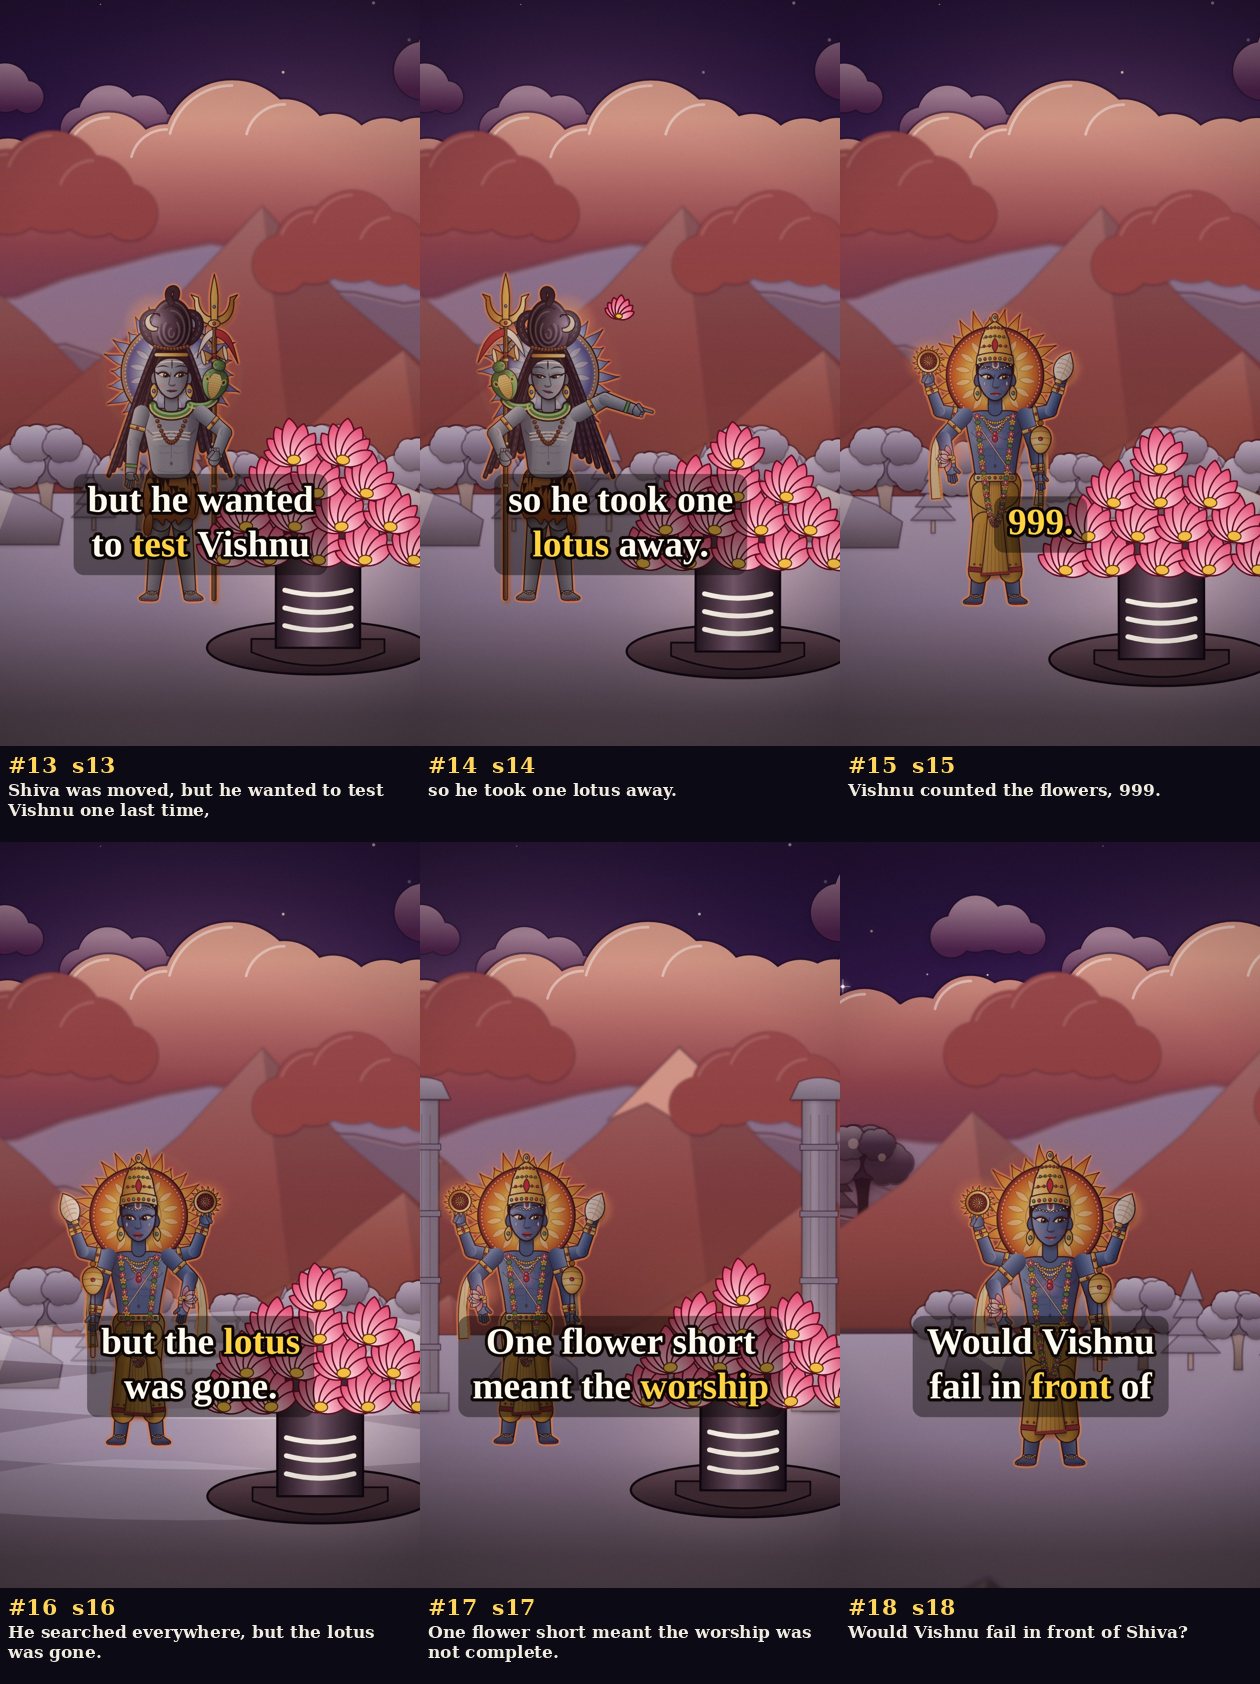 but he wanted
to test Vishnu
so he took one
lotus away.
999.
#13 s13
Shiva was moved, but he wanted to test
Vishnu one last time,
#14 s14
so he took one lotus away.
#15 s15
Vishnu counted the flowers, 999.
but the lotus
was gone.
One flower short
meant the worship
Would Vishnu
fail in front of
#16 s16
He searched everywhere, but the lotus
was gone.
#17 s17
One flower short meant the worship was
not complete.
#18 s18
Would Vishnu fail in front of Shiva?